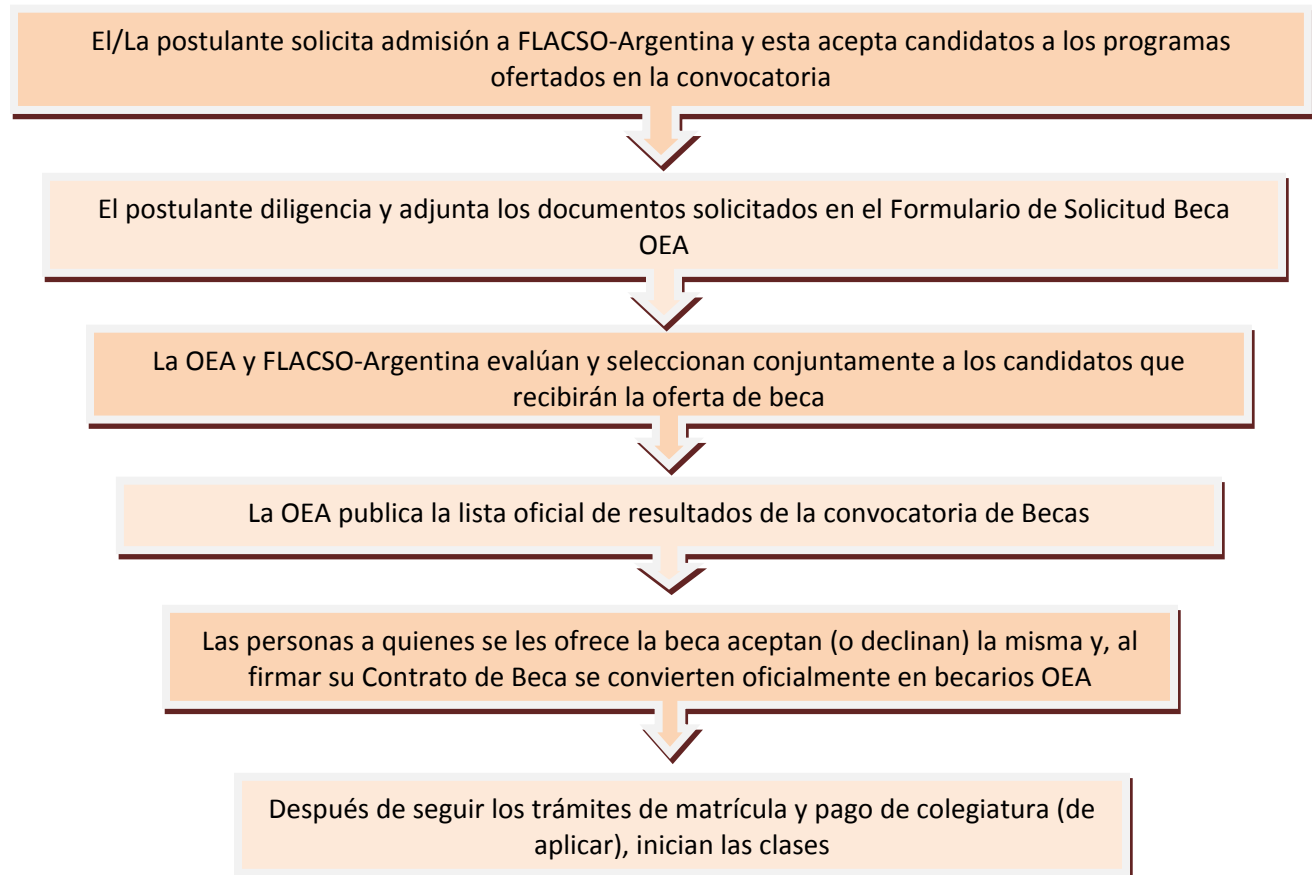 El/La postulante solicita admisión a FLACSO-Argentina y esta acepta candidatos a los programas
ofertados en la convocatoria
El postulante diligencia y adjunta los documentos solicitados en el Formulario de Solicitud Beca
OEA
La OEA y FLACSO-Argentina evalúan y seleccionan conjuntamente a los candidatos que
recibirán la oferta de beca
La OEA publica la lista oficial de resultados de la convocatoria de Becas
Las personas a quienes se les ofrece la beca aceptan (o declinan) la misma y, al
firmar su Contrato de Beca se convierten oficialmente en becarios OEA
Después de seguir los trámites de matrícula y pago de colegiatura (de
aplicar), inician las clases